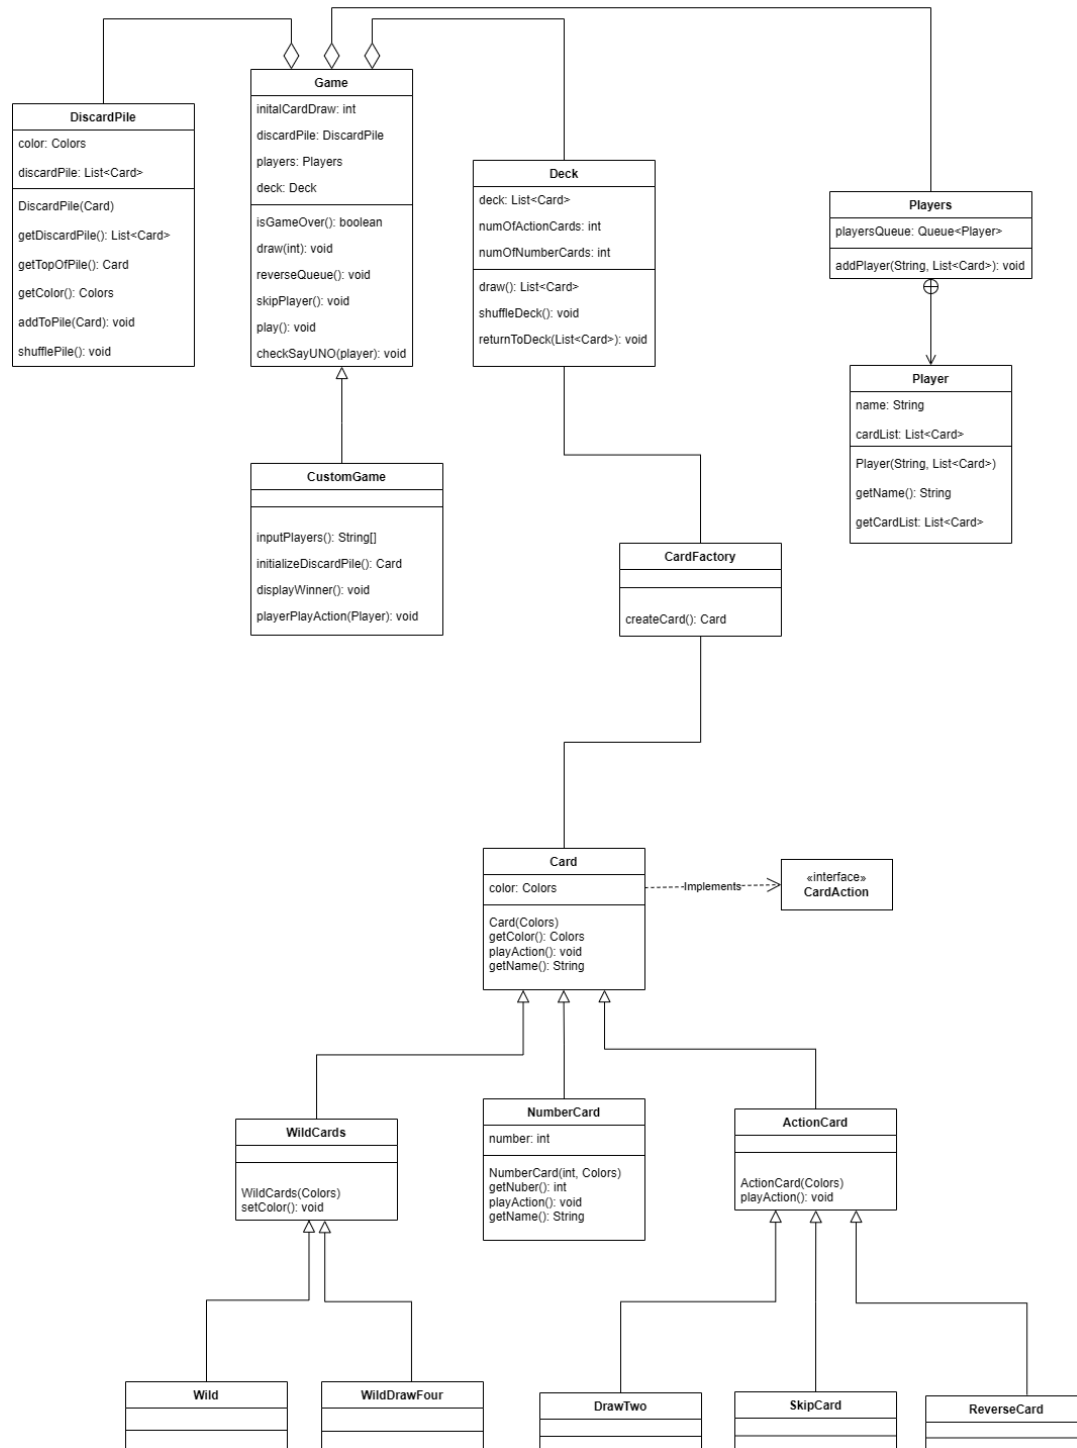 Game
initalCardDraw: int
discardPile: DiscardPile
players: Players
deck: Deck
isGameOver(): boolean
draw(int): void
reverseQueue(): void
skipPlayer(): void
play(): void
checkSayUNO(player): void
DiscardPile
color: Colors
discardPile: List<Card>
DiscardPile(Card)
getDiscardPile(): List<Card>
getTopOfPile(): Card
getColor(): Colors
addToPile(Card): void
shufflePile(): void
Deck
deck: List<Card>
numOfActionCards: int
numOfNumberCards: int
draw(): List<Card>
shuffleDeck(): void
returnToDeck(List<Card>): void
Players
playersQueue: Queue<Player>
addPlayer(String, List<Card>): void
Player
name: String
cardList: List<Card>
Player(String, List<Card>)
getName(): String
getCardList: List<Card>
CustomGame
inputPlayers(): String[]
initializeDiscardPile(): Card
displayWinner(): void
playerPlayAction(Player): void
CardFactory
createCard(): Card
Card
color: Colors
Card(Colors)
getColor(): Colors
playAction(): void
getName(): String
Implements
«interface»
CardAction
WildCards
WildCards(Colors)
setColor(): void
NumberCard
number: int
NumberCard(int, Colors)
getNuber(): int
playAction(): void
getName(): String
ActionCard
ActionCard(Colors)
playAction(): void
Wild
WildDrawFour
DrawTwo
SkipCard
ReverseCard